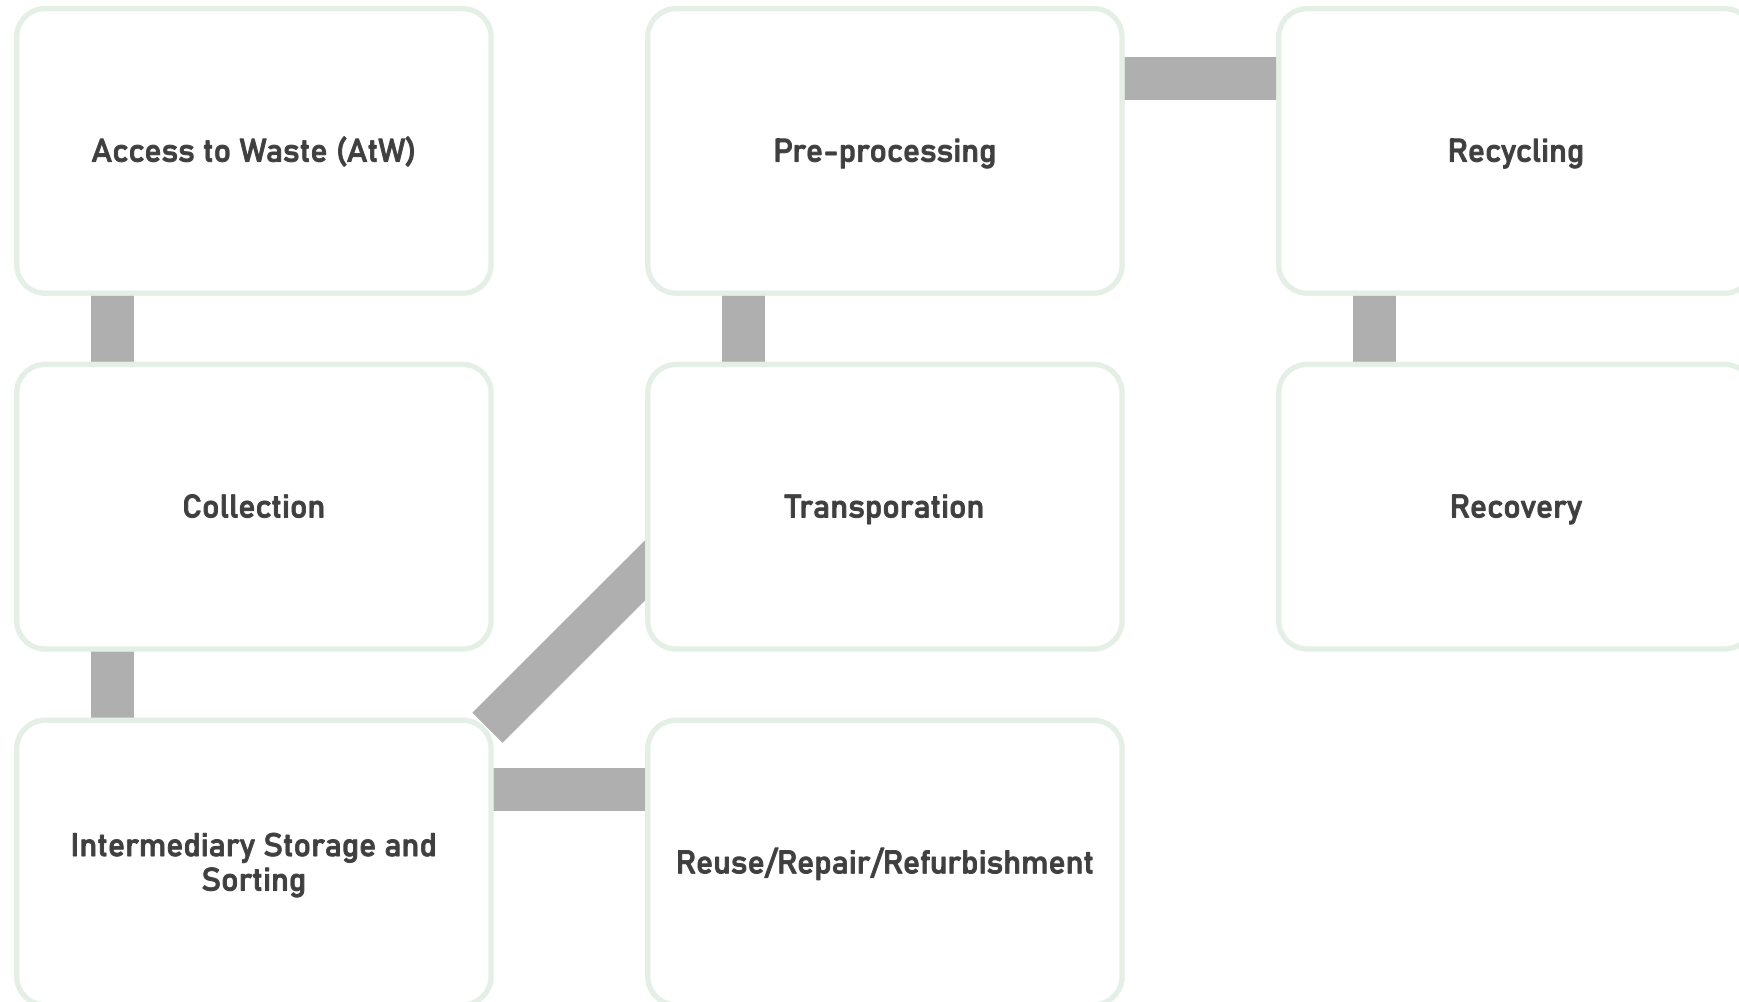 Access to Waste (AtW)
Pre-processing
Recycling
Collection
Transporation
Recovery
Intermediary Storage and
Sorting
Reuse/Repair/Refurbishment